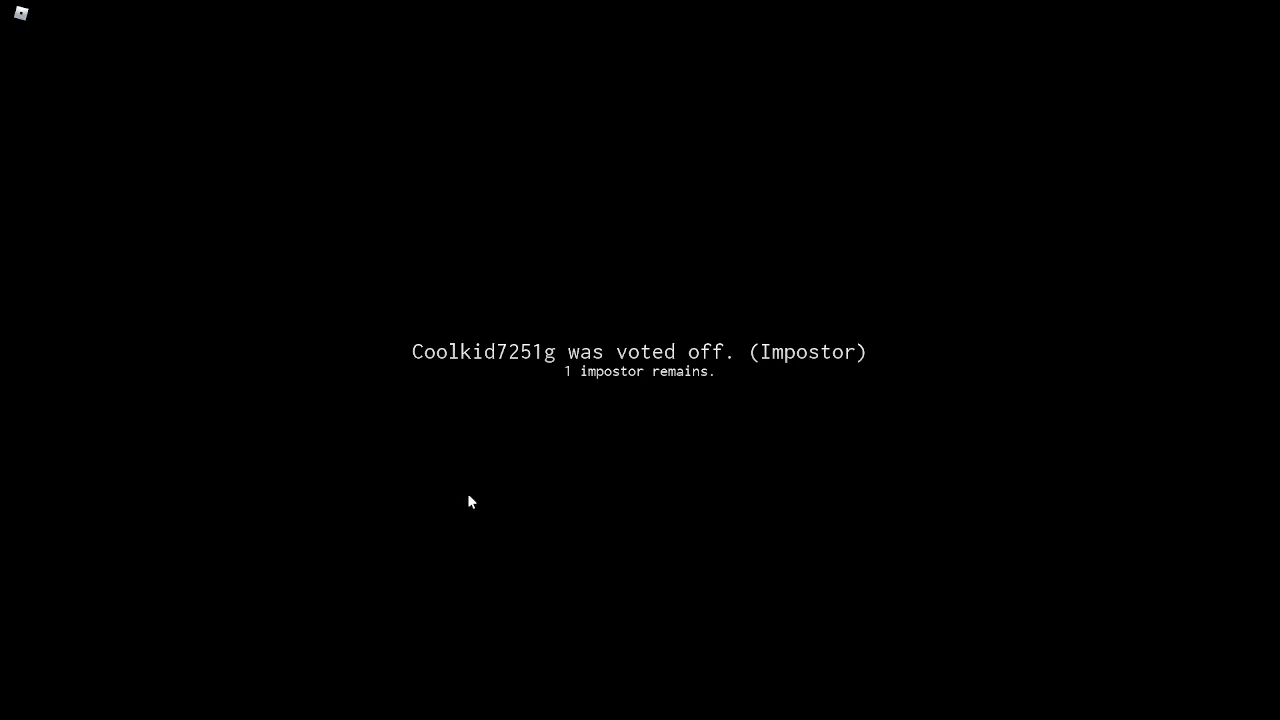 Coolkid7251g was voted off. (Impostor)
1 impostor remains.